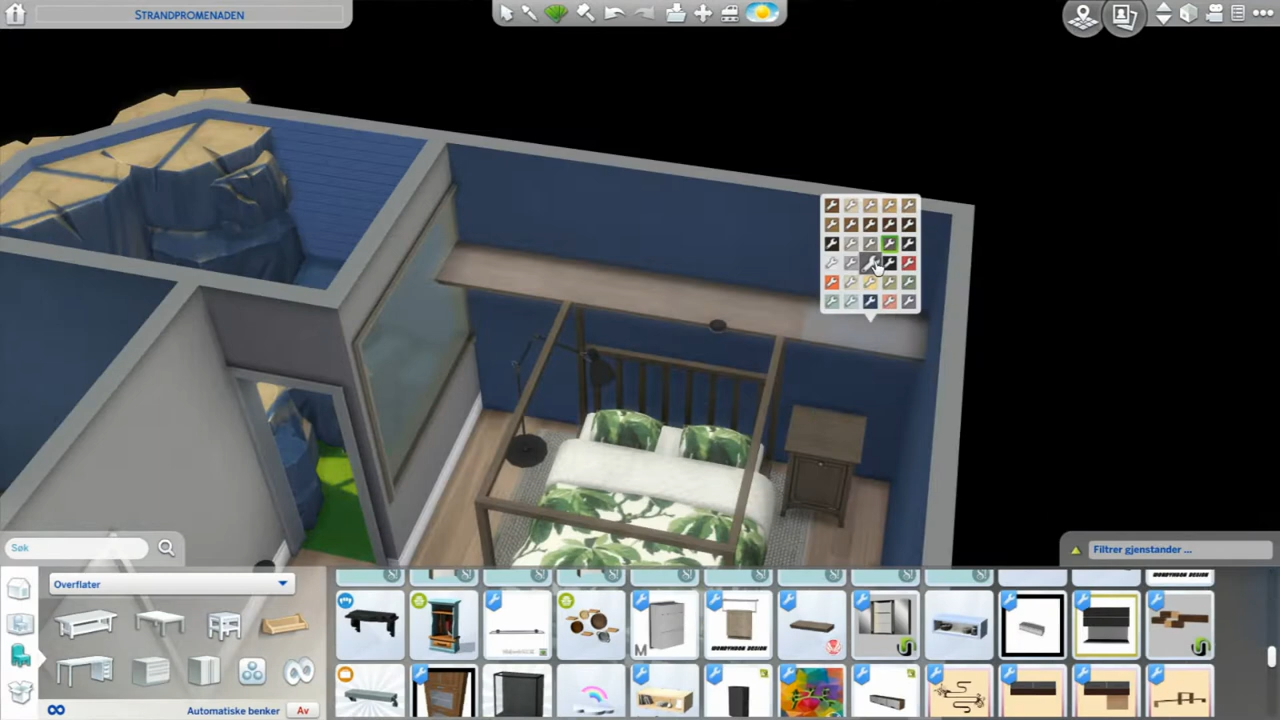 STRANDPROMENADEN
Søk
Filtrer gjenstander ...
Overflater
M
Automatiske benker
Av